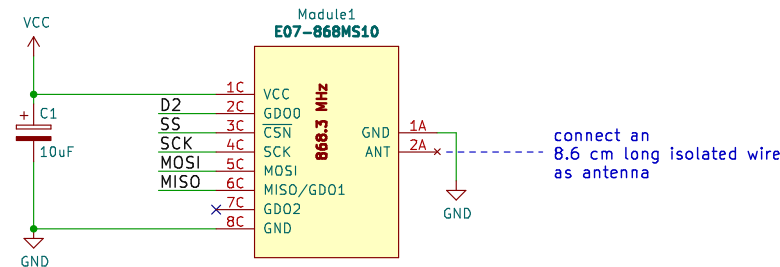 Module1
E07-868MS10
VCC
868.3 MHz
1C VCC
D2 2C GDO0
SS 3C CSN
SCK 4C SCK
MOSI 5C MOSI
MISO 6C MISO/GDO1
7C GDO2
8C GND
GND 1A
ANT 2A
+ C1
10uF
GND
GND
connect an
8.6 cm long isolated wire
as antenna